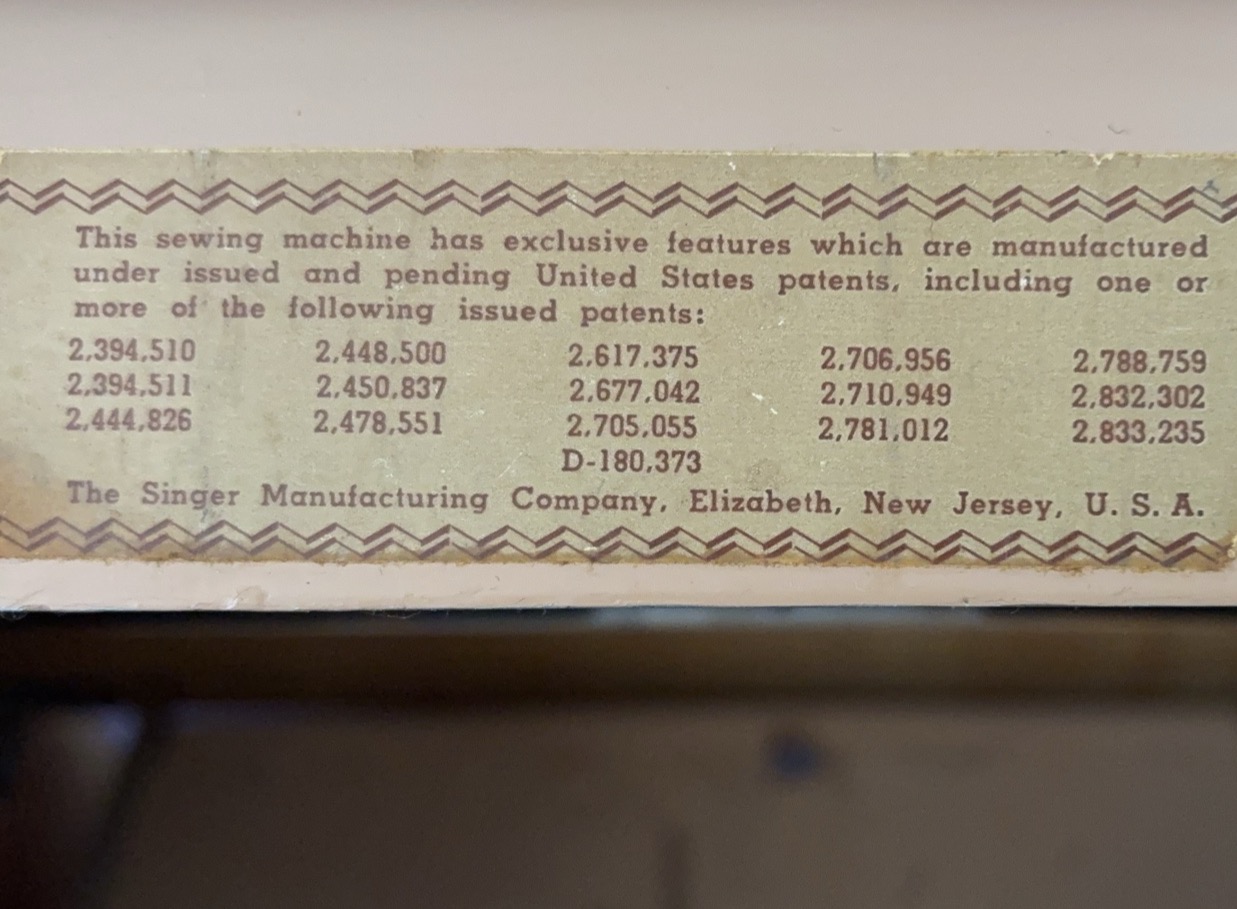 This sewing machine has exclusive features which are manufactured
under issued and pending United States patents, including one or
more of the following issued patents:
2,394,510 2,448,500 2,617,375 2,706,956 2,788,759
2,394,511 2,450,837 2,677,042 2,710,949 2,832,302
2,444,826 2,478,551 2,705,055 2,781,012 2,833,235
D-180,373
The Singer Manufacturing Company, Elizabeth, New Jersey, U. S. A.